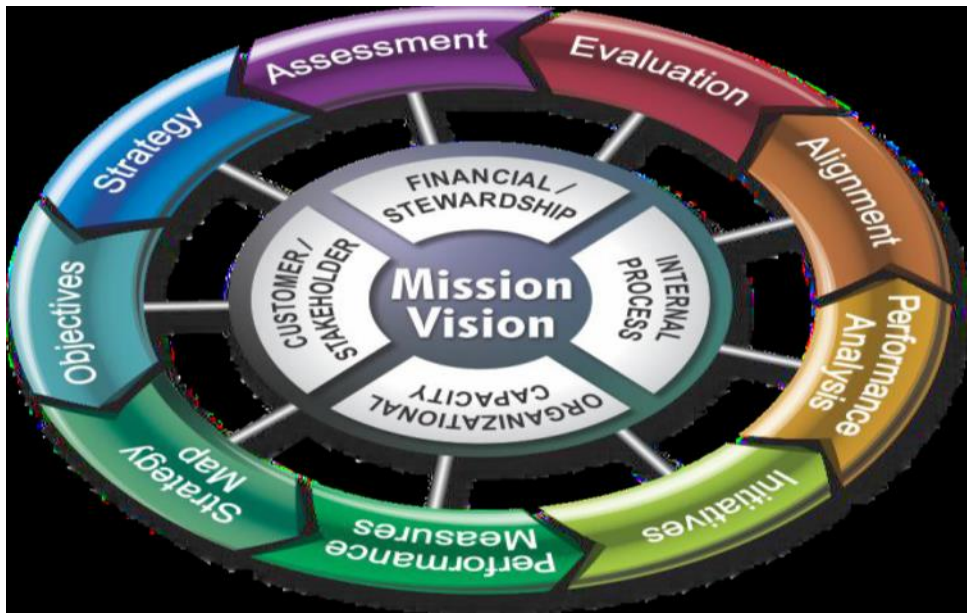 Assessment
Evaluation
Alignment
Performance
Analysis
Initiatives
Performance
Measures
Strategy
Map
Objectives
Strategy
FINANCIAL /
STEWARDSHIP
INTERNAL
PROCESS
ORGANIZATIONAL
CAPACITY
CUSTOMER /
STAKEHOLDER
Mission
Vision